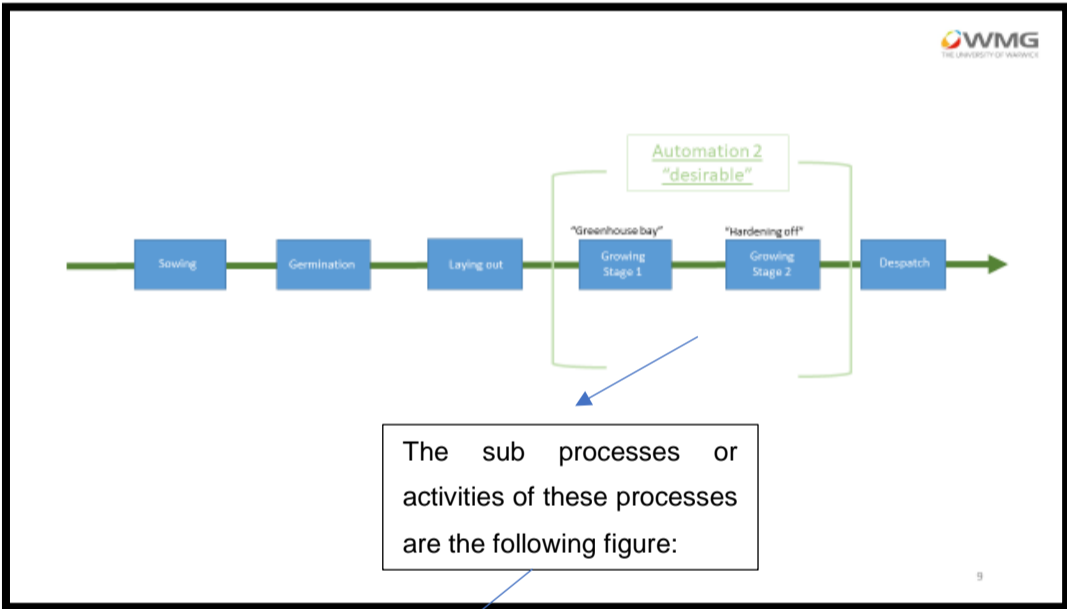 WMG
THE UNIVERSITY OF WARWICK
Automation 2
"desirable"
"Greenhouse bay"
"Hardening off"
Sowing
Germination
Laying out
Growing
Stage 1
Growing
Stage 2
Despatch
The sub processes or
activities of these processes
are the following figure:
9